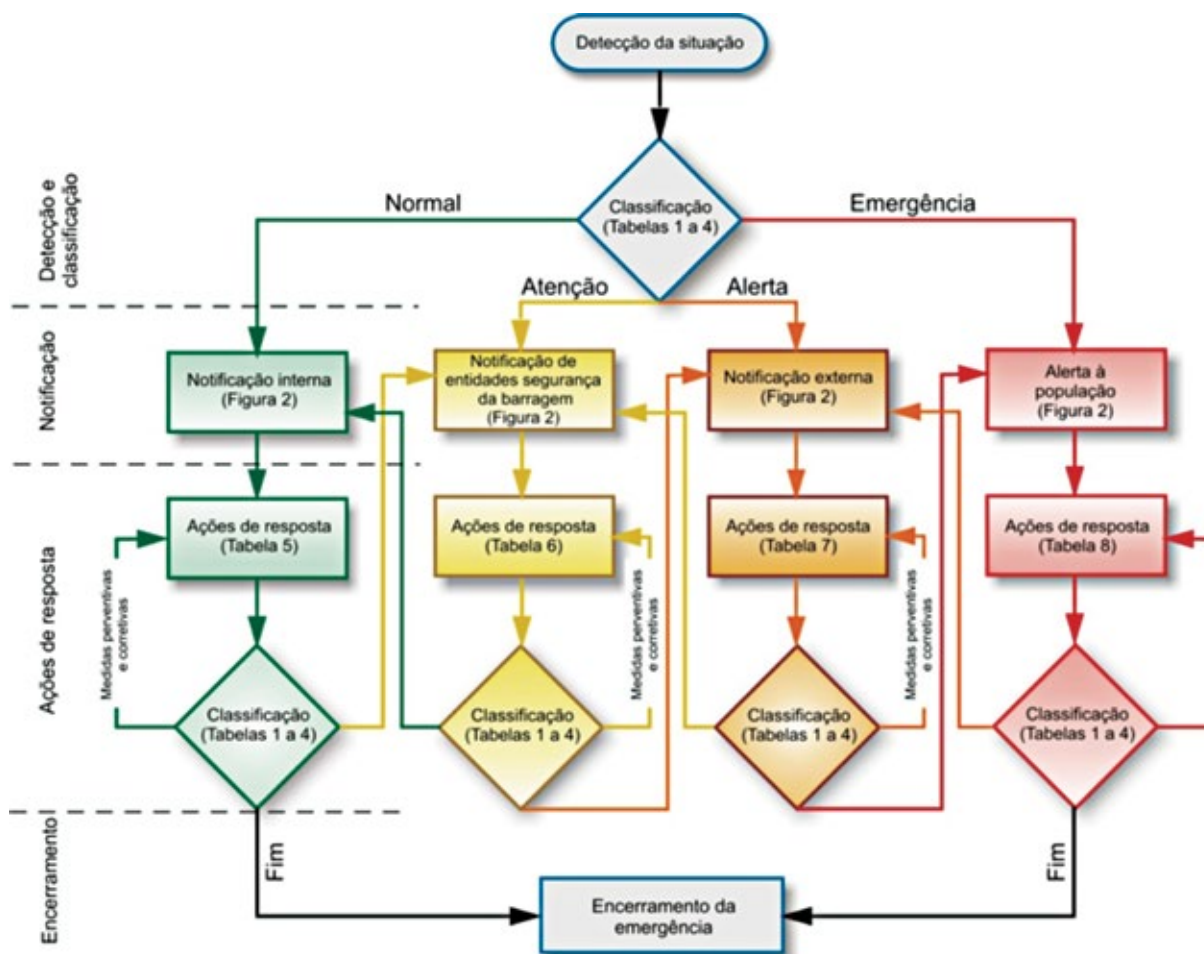 Detecção da situação
Detecção e
classificação
Normal
Classificação
(Tabelas 1 a 4)
Emergência
Atenção
Alerta
Notificação
Notificação interna
(Figura 2)
Notificação de
entidades segurança
da barragem
(Figura 2)
Notificação externa
(Figura 2)
Alerta à
população
(Figura 2)
Ações de resposta
Ações de resposta
(Tabela 5)
Ações de resposta
(Tabela 6)
Ações de resposta
(Tabela 7)
Ações de resposta
(Tabela 8)
Medidas perventivas
e corretivas
Medidas perventivas
e corretivas
Medidas perventivas
e corretivas
Classificação
(Tabelas 1 a 4)
Classificação
(Tabelas 1 a 4)
Classificação
(Tabelas 1 a 4)
Classificação
(Tabelas 1 a 4)
Encerramento
Fim
Fim
Encerramento da
emergência